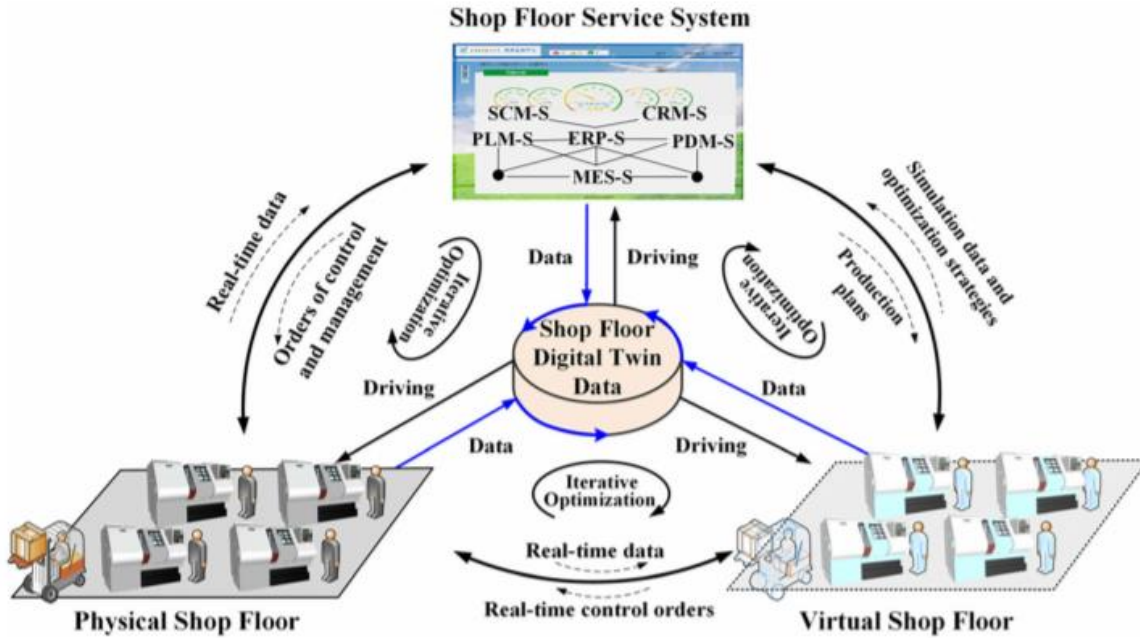 Shop Floor Service System
SCM-S
CRM-S
PLM-S
ERP-S
PDM-S
MES-S
Real-time data
Orders of control
and management
Iterative
Optimization
Data
Driving
Iterative
Optimization
Production
plans
Simulation data and
optimization strategies
Shop Floor
Digital Twin
Data
Driving
Data
Data
Driving
Iterative
Optimization
Real-time data
Real-time control orders
Physical Shop Floor
Virtual Shop Floor